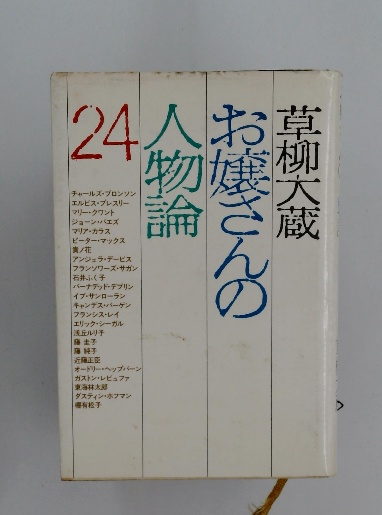 草柳大蔵
お嬢さんの
人物論
24
チャールズ・ブロンソン
エルビス・プレスリー
マリー・クワント
ジョーン・バエズ
マリア・カラス
ピーター・マックス
貴ノ花
アンジェラ・デービス
フランソワーズ・サガン
石井ふく子
バーナデッド・デブリン
イブ・サンローラン
キャンデス・バーゲン
フランシス・レイ
エリック・シーガル
浅丘ルリ子
藤 圭子
藤 純子
近藤正臣
オードリー・ヘップバーン
ガストン・レビュファ
東海林太郎
ダスティン・ホフマン
櫻有松子